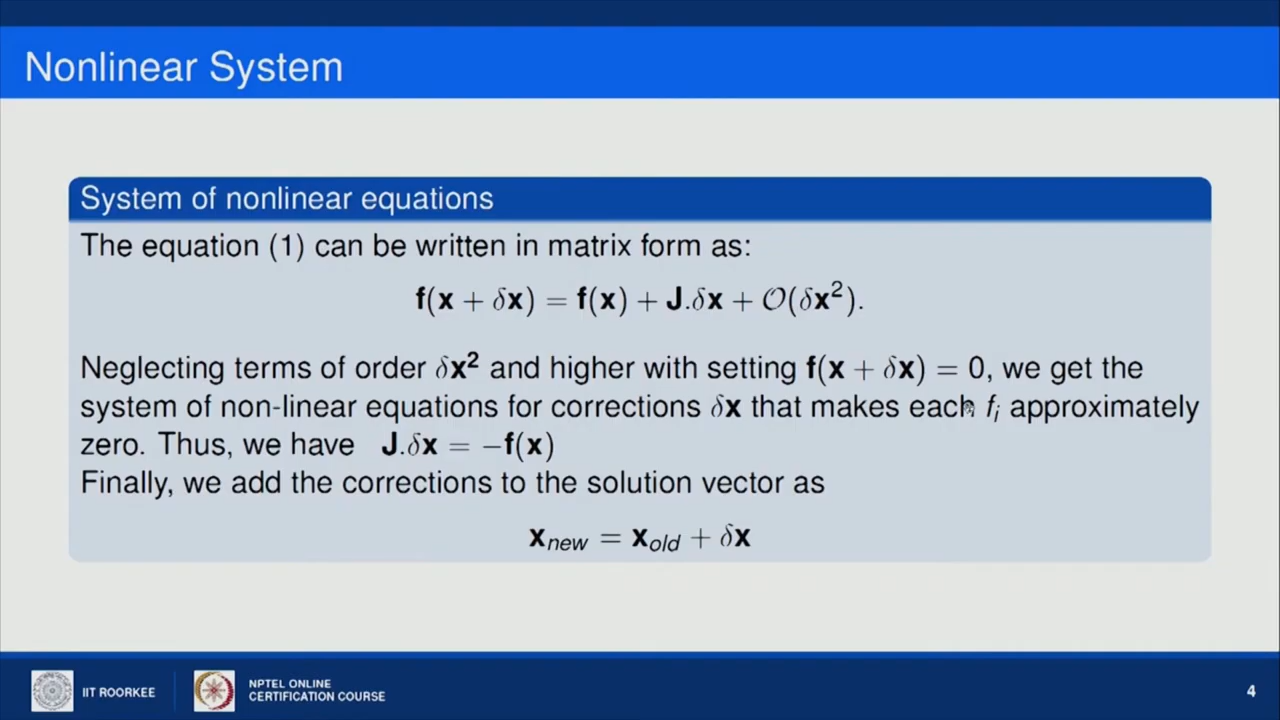 Nonlinear System
System of nonlinear equations
The equation (1) can be written in matrix form as:
f(x + δx) = f(x) + J.δx + 𝒪(δx²).
Neglecting terms of order δx² and higher with setting f(x + δx) = 0, we get the
system of non-linear equations for corrections δx that makes each fᵢ approximately
zero. Thus, we have J.δx = −f(x)
Finally, we add the corrections to the solution vector as
x_new = x_old + δx
IIT ROORKEE
NPTEL ONLINE
CERTIFICATION COURSE
4